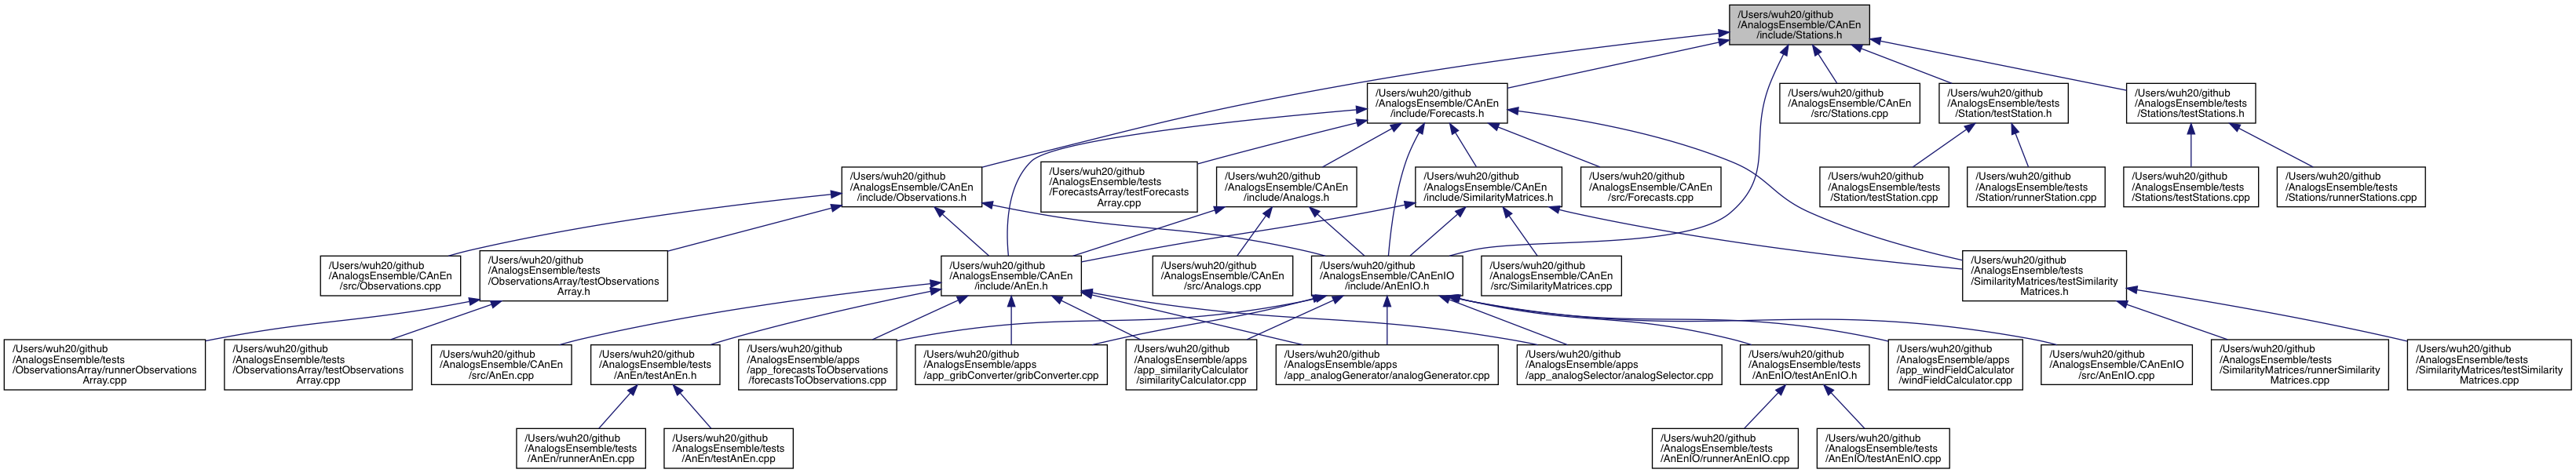 /Users/wuh20/github
/AnalogsEnsemble/CAnEn
/include/Stations.h
/Users/wuh20/github
/AnalogsEnsemble/CAnEn
/include/Forecasts.h
/Users/wuh20/github
/AnalogsEnsemble/CAnEn
/src/Stations.cpp
/Users/wuh20/github
/AnalogsEnsemble/tests
/Station/testStation.h
/Users/wuh20/github
/AnalogsEnsemble/tests
/Stations/testStations.h
/Users/wuh20/github
/AnalogsEnsemble/CAnEn
/include/Observations.h
/Users/wuh20/github
/AnalogsEnsemble/tests
/ForecastsArray/testForecasts
Array.cpp
/Users/wuh20/github
/AnalogsEnsemble/CAnEn
/include/Analogs.h
/Users/wuh20/github
/AnalogsEnsemble/CAnEn
/include/SimilarityMatrices.h
/Users/wuh20/github
/AnalogsEnsemble/CAnEn
/src/Forecasts.cpp
/Users/wuh20/github
/AnalogsEnsemble/tests
/Station/testStation.cpp
/Users/wuh20/github
/AnalogsEnsemble/tests
/Station/runnerStation.cpp
/Users/wuh20/github
/AnalogsEnsemble/tests
/Stations/testStations.cpp
/Users/wuh20/github
/AnalogsEnsemble/tests
/Stations/runnerStations.cpp
/Users/wuh20/github
/AnalogsEnsemble/CAnEn
/src/Observations.cpp
/Users/wuh20/github
/AnalogsEnsemble/tests
/ObservationsArray/testObservations
Array.h
/Users/wuh20/github
/AnalogsEnsemble/CAnEn
/include/AnEn.h
/Users/wuh20/github
/AnalogsEnsemble/CAnEn
/src/Analogs.cpp
/Users/wuh20/github
/AnalogsEnsemble/CAnEnIO
/include/AnEnIO.h
/Users/wuh20/github
/AnalogsEnsemble/CAnEn
/src/SimilarityMatrices.cpp
/Users/wuh20/github
/AnalogsEnsemble/tests
/SimilarityMatrices/testSimilarity
Matrices.h
/Users/wuh20/github
/AnalogsEnsemble/tests
/ObservationsArray/runnerObservations
Array.cpp
/Users/wuh20/github
/AnalogsEnsemble/tests
/ObservationsArray/testObservations
Array.cpp
/Users/wuh20/github
/AnalogsEnsemble/CAnEn
/src/AnEn.cpp
/Users/wuh20/github
/AnalogsEnsemble/tests
/AnEn/testAnEn.h
/Users/wuh20/github
/AnalogsEnsemble/apps
/app_forecastsToObservations
/forecastsToObservations.cpp
/Users/wuh20/github
/AnalogsEnsemble/apps
/app_gribConverter/gribConverter.cpp
/Users/wuh20/github
/AnalogsEnsemble/apps
/app_similarityCalculator
/similarityCalculator.cpp
/Users/wuh20/github
/AnalogsEnsemble/apps
/app_analogGenerator/analogGenerator.cpp
/Users/wuh20/github
/AnalogsEnsemble/apps
/app_analogSelector/analogSelector.cpp
/Users/wuh20/github
/AnalogsEnsemble/tests
/AnEnIO/testAnEnIO.h
/Users/wuh20/github
/AnalogsEnsemble/apps
/app_windFieldCalculator
/windFieldCalculator.cpp
/Users/wuh20/github
/AnalogsEnsemble/CAnEnIO
/src/AnEnIO.cpp
/Users/wuh20/github
/AnalogsEnsemble/tests
/SimilarityMatrices/runnerSimilarity
Matrices.cpp
/Users/wuh20/github
/AnalogsEnsemble/tests
/SimilarityMatrices/testSimilarity
Matrices.cpp
/Users/wuh20/github
/AnalogsEnsemble/tests
/AnEn/runnerAnEn.cpp
/Users/wuh20/github
/AnalogsEnsemble/tests
/AnEn/testAnEn.cpp
/Users/wuh20/github
/AnalogsEnsemble/tests
/AnEnIO/runnerAnEnIO.cpp
/Users/wuh20/github
/AnalogsEnsemble/tests
/AnEnIO/testAnEnIO.cpp